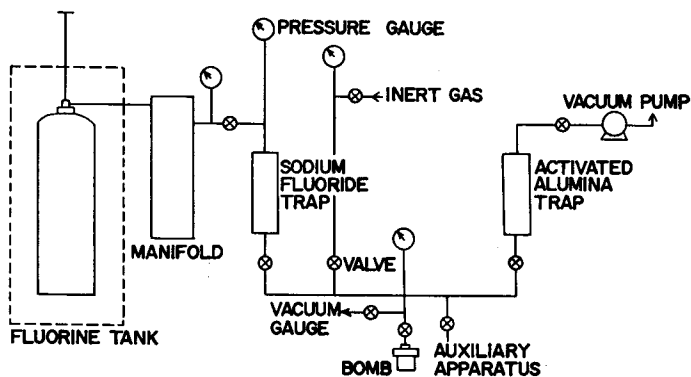 PRESSURE GAUGE
INERT GAS
VACUUM PUMP
SODIUM
FLUORIDE
TRAP
ACTIVATED
ALUMINA
TRAP
MANIFOLD
VALVE
VACUUM
GAUGE
FLUORINE TANK
BOMB
AUXILIARY
APPARATUS